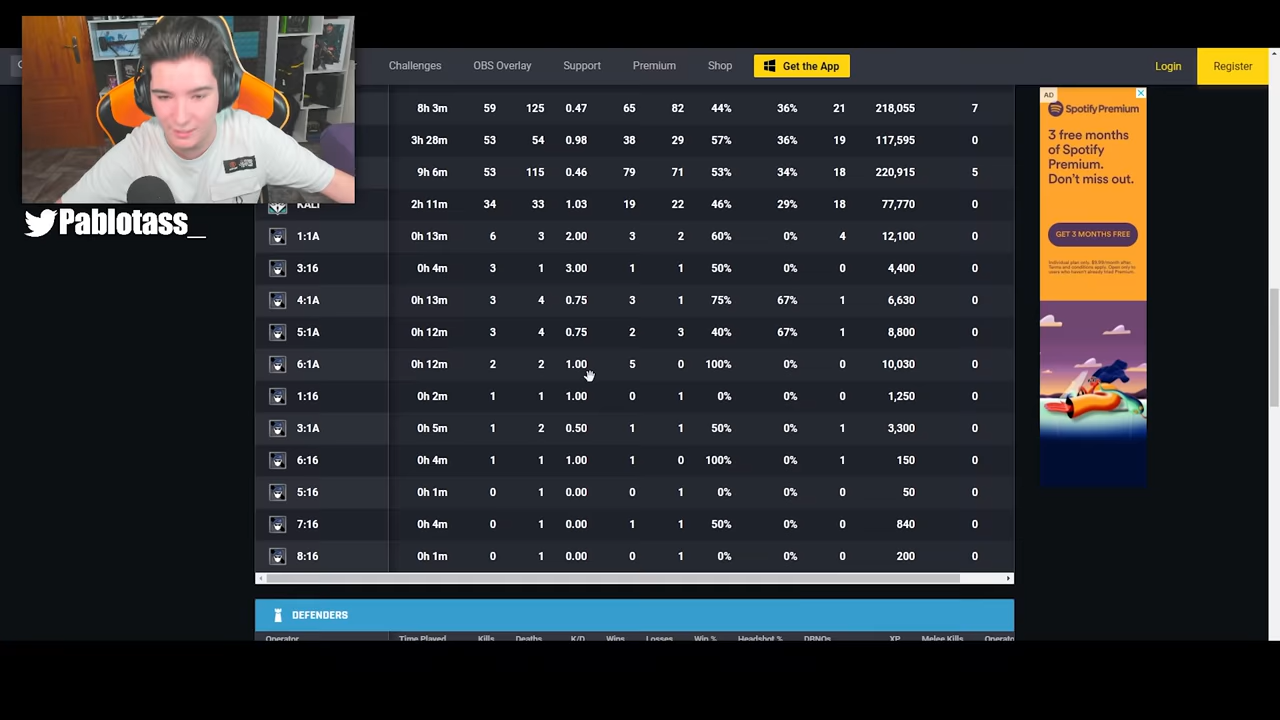 Challenges OBS Overlay Support Premium Shop Get the App Login Register
8h 3m 59 125 0.47 65 82 44% 36% 21 218,055 7
3h 28m 53 54 0.98 38 29 57% 36% 19 117,595 0
9h 6m 53 115 0.46 79 71 53% 34% 18 220,915 5
KALI 2h 11m 34 33 1.03 19 22 46% 29% 18 77,770 0
Pablotass_
1:1A 0h 13m 6 3 2.00 3 2 60% 0% 4 12,100 0
3:16 0h 4m 3 1 3.00 1 1 50% 0% 0 4,400 0
4:1A 0h 13m 3 4 0.75 3 1 75% 67% 1 6,630 0
5:1A 0h 12m 3 4 0.75 2 3 40% 67% 1 8,800 0
6:1A 0h 12m 2 2 1.00 5 0 100% 0% 0 10,030 0
1:16 0h 2m 1 1 1.00 0 1 0% 0% 0 1,250 0
3:1A 0h 5m 1 2 0.50 1 1 50% 0% 1 3,300 0
6:16 0h 4m 1 1 1.00 1 0 100% 0% 1 150 0
5:16 0h 1m 0 1 0.00 0 1 0% 0% 0 50 0
7:16 0h 4m 0 1 0.00 1 1 50% 0% 0 840 0
8:16 0h 1m 0 1 0.00 0 1 0% 0% 0 200 0
DEFENDERS
Operator Time Played Kills Deaths K/D Wins Losses Win % Headshot % DBNOs XP Melee Kills Operato
AD
Spotify Premium
3 free months
of Spotify
Premium.
Don't miss out.
GET 3 MONTHS FREE